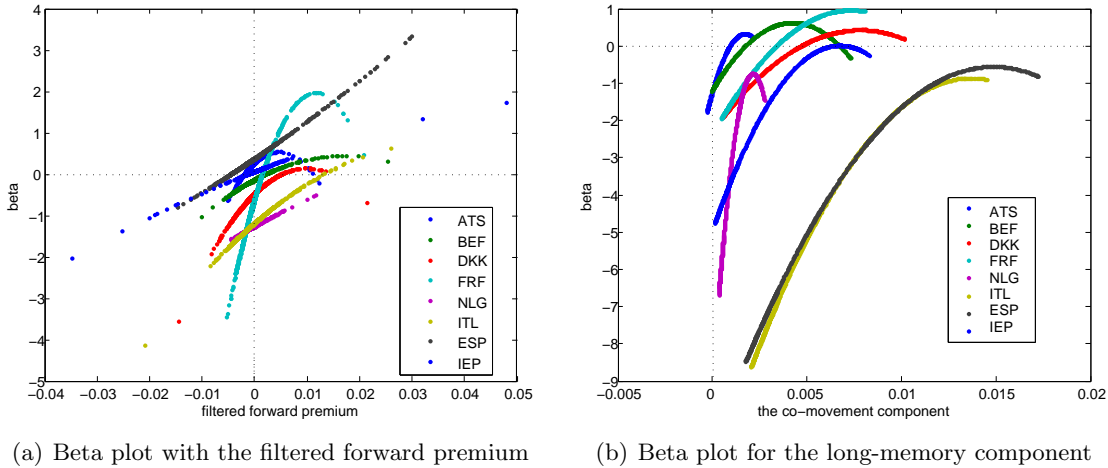 4
3
2
1
0
−1
−2
−3
−4
−5
beta
−0.04
−0.03
−0.02
−0.01
0
0.01
0.02
0.03
0.04
0.05
filtered forward premium
ATS
BEF
DKK
FRF
NLG
ITL
ESP
IEP
(a) Beta plot with the filtered forward premium
1
0
−1
−2
−3
−4
−5
−6
−7
−8
−9
beta
−0.005
0
0.005
0.01
0.015
0.02
the co−movement component
ATS
BEF
DKK
FRF
NLG
ITL
ESP
IEP
(b) Beta plot for the long-memory component